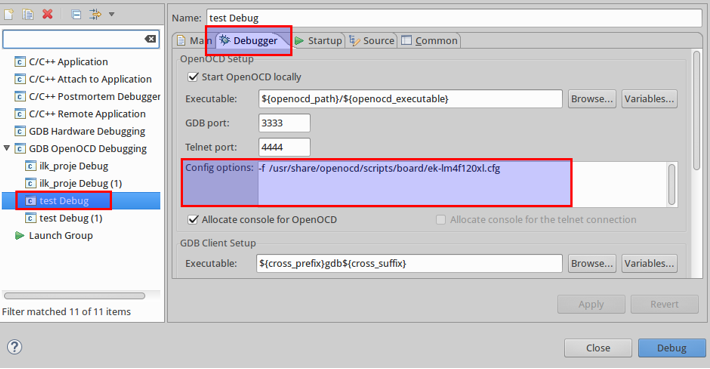 Name: test Debug
Main Debugger Startup Source Common
C/C++ Application
C/C++ Attach to Application
C/C++ Postmortem Debugger
C/C++ Remote Application
GDB Hardware Debugging
GDB OpenOCD Debugging
ilk_proje Debug
ilk_proje Debug (1)
test Debug
test Debug (1)
Launch Group
Filter matched 11 of 11 items
OpenOCD Setup
Start OpenOCD locally
Executable: ${openocd_path}/${openocd_executable} Browse... Variables...
GDB port: 3333
Telnet port: 4444
Config options: -f /usr/share/openocd/scripts/board/ek-lm4f120xl.cfg
Allocate console for OpenOCD Allocate console for the telnet connection
GDB Client Setup
Executable: ${cross_prefix}gdb${cross_suffix} Browse... Variables...
Apply Revert
? Close Debug